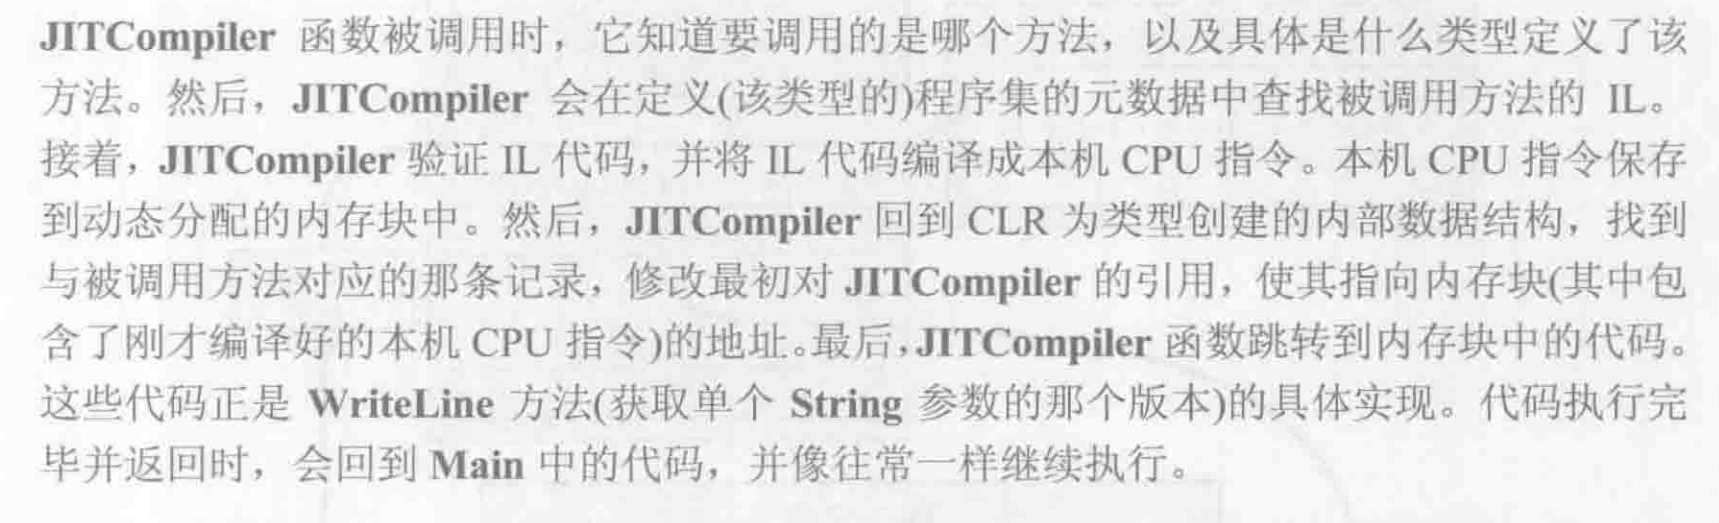 JITCompiler 函数被调用时，它知道要调用的是哪个方法，以及具体是什么类型定义了该
方法。然后，JITCompiler 会在定义(该类型的)程序集的元数据中查找被调用方法的 IL。
接着，JITCompiler 验证 IL 代码，并将 IL 代码编译成本机 CPU 指令。本机 CPU 指令保存
到动态分配的内存块中。然后，JITCompiler 回到 CLR 为类型创建的内部数据结构，找到
与被调用方法对应的那条记录，修改最初对 JITCompiler 的引用，使其指向内存块(其中包
含了刚才编译好的本机 CPU 指令)的地址。最后，JITCompiler 函数跳转到内存块中的代码。
这些代码正是 WriteLine 方法(获取单个 String 参数的那个版本)的具体实现。代码执行完
毕并返回时，会回到 Main 中的代码，并像往常一样继续执行。